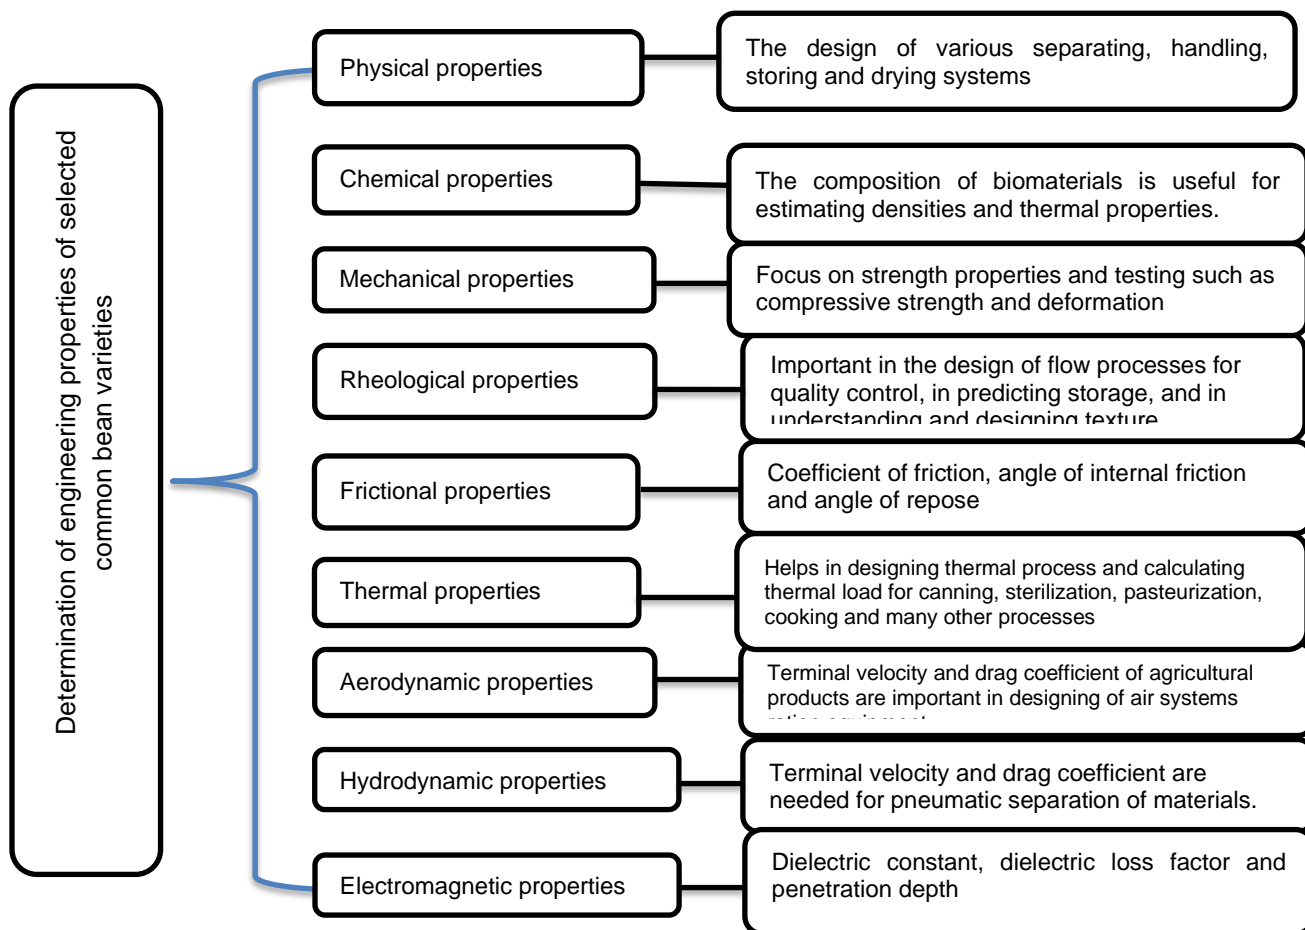 Determination of engineering properties of selected
common bean varieties
Physical properties
The design of various separating, handling,
storing and drying systems
Chemical properties
The composition of biomaterials is useful for
estimating densities and thermal properties.
Mechanical properties
Focus on strength properties and testing such as
compressive strength and deformation
Rheological properties
Important in the design of flow processes for
quality control, in predicting storage, and in
understanding and designing texture
Frictional properties
Coefficient of friction, angle of internal friction
and angle of repose
Thermal properties
Helps in designing thermal process and calculating
thermal load for canning, sterilization, pasteurization,
cooking and many other processes
Aerodynamic properties
Terminal velocity and drag coefficient of agricultural
products are important in designing of air systems
ration equipment
Hydrodynamic properties
Terminal velocity and drag coefficient are
needed for pneumatic separation of materials.
Electromagnetic properties
Dielectric constant, dielectric loss factor and
penetration depth